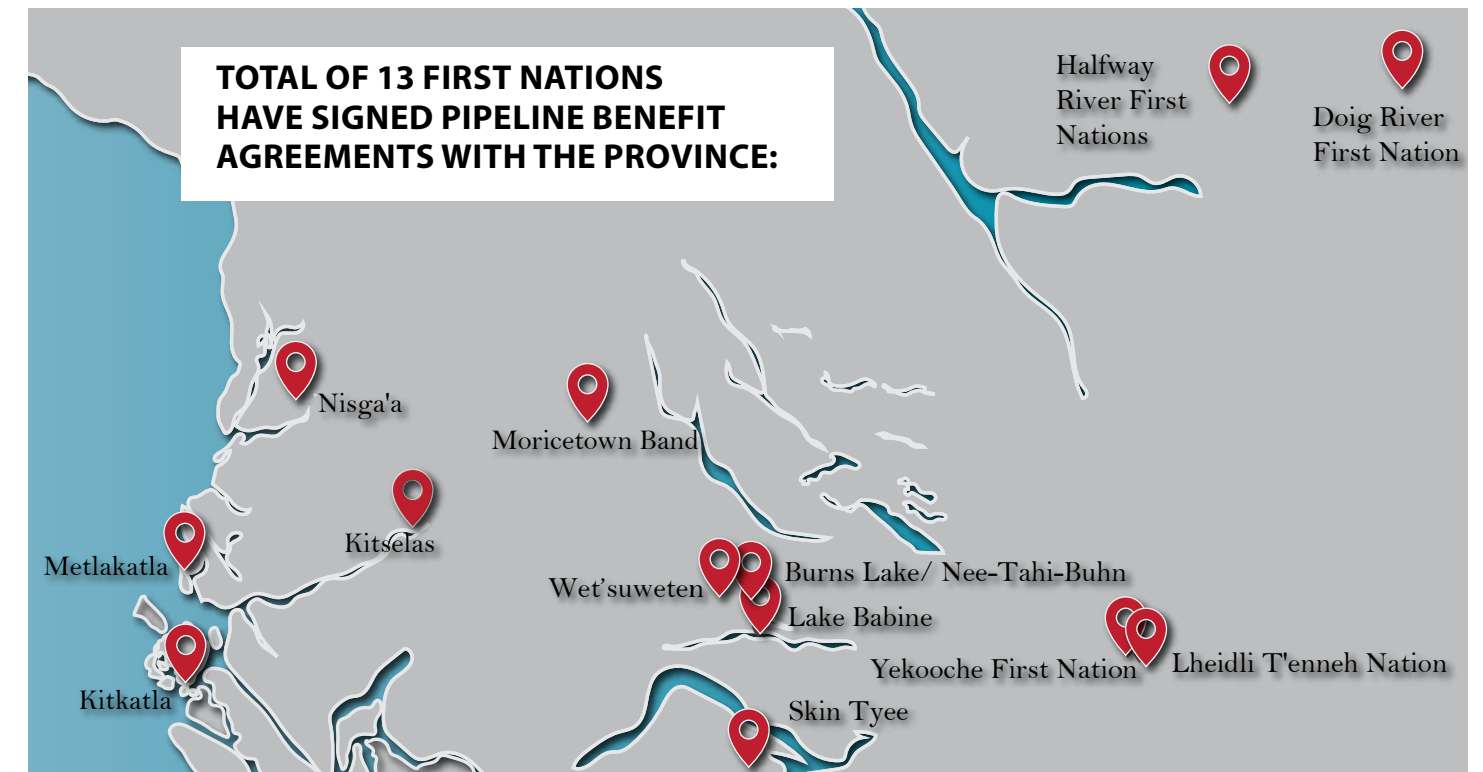 TOTAL OF 13 FIRST NATIONS
HAVE SIGNED PIPELINE BENEFIT
AGREEMENTS WITH THE PROVINCE:
Halfway
River First
Nations
Doig River
First Nation
Nisga'a
Moricetown Band
Kitselas
Metlakatla
Wet'suweten
Burns Lake/ Nee-Tahi-Buhn
Lake Babine
Yekooche First Nation
Lheidli T'enneh Nation
Kitkatla
Skin Tyee